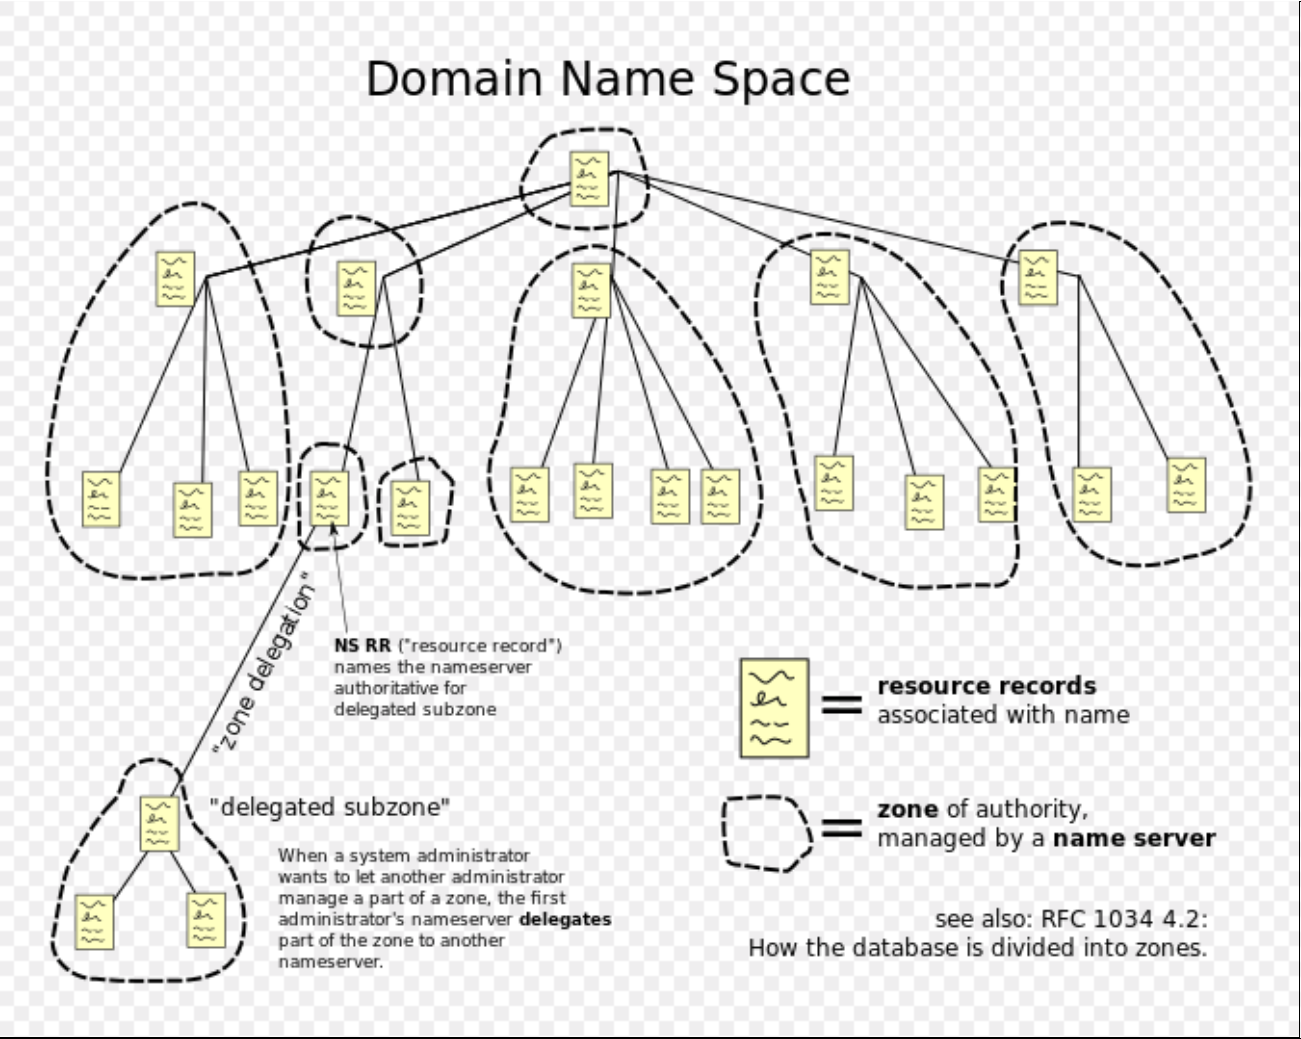 Domain Name Space
"zone delegation"
NS RR ("resource record")
names the nameserver
authoritative for
delegated subzone
resource records
associated with name
"delegated subzone"
zone of authority,
managed by a name server
When a system administrator
wants to let another administrator
manage a part of a zone, the first
administrator's nameserver delegates
part of the zone to another
nameserver.
see also: RFC 1034 4.2:
How the database is divided into zones.